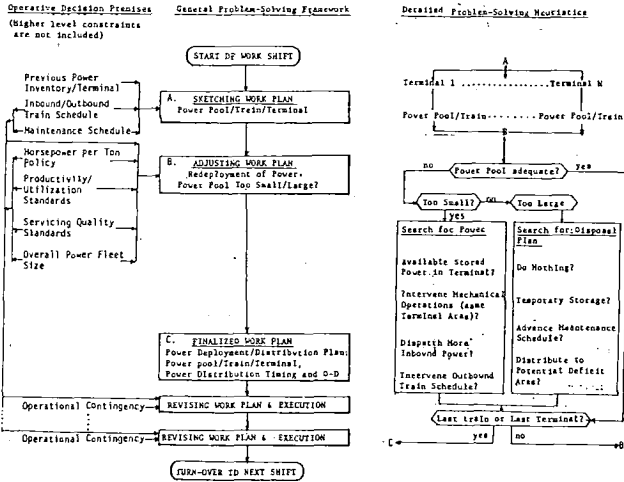 Operative Decision Premises
(Higher level constraints
are not included)
General Problem-Solving Framework
Detailed Problem-Solving Heuristics
START OF WORK SHIFT
Previous Power
Inventory/Terminal
Inbound/Outbound
Train Schedule
Maintenance Schedule
A. SKETCHING WORK PLAN
Power Pool/Train/Terminal
Horsepower per Ton
Policy
Productivity/
Utilization
Standards
Servicing Quality
Standards
Overall Power Fleet
Size
B. ADJUSTING WORK PLAN
Redeployment of Power,
Power Pool Too Small/Large?
C. FINALIZED WORK PLAN
Power Deployment/Distribution Plan;
Power pool/Train/Terminal,
Power Distribution Timing and O-D
Operational Contingency
REVISING WORK PLAN & EXECUTION
Operational Contingency
REVISING WORK PLAN & EXECUTION
TURN-OVER TO NEXT SHIFT
A
Terminal 1 .............. Terminal N
Power Pool/Train........ Power Pool/Train
B
no
Power Pool adequate?
yes
Too Small?
no
Too Large
yes
Search for Power
Available Stored
Power in Terminal?
Intervene Mechanical
Operations (same
Terminal Area)?
Dispatch More
Inbound Power?
Intervene Outbound
Train Schedule?
Search for Disposal
Plan
Do Nothing?
Temporary Storage?
Advance Maintenance
Schedule?
Distribute to
Potential Deficit
Area?
Last train or Last Terminal?
C
yes
no
B